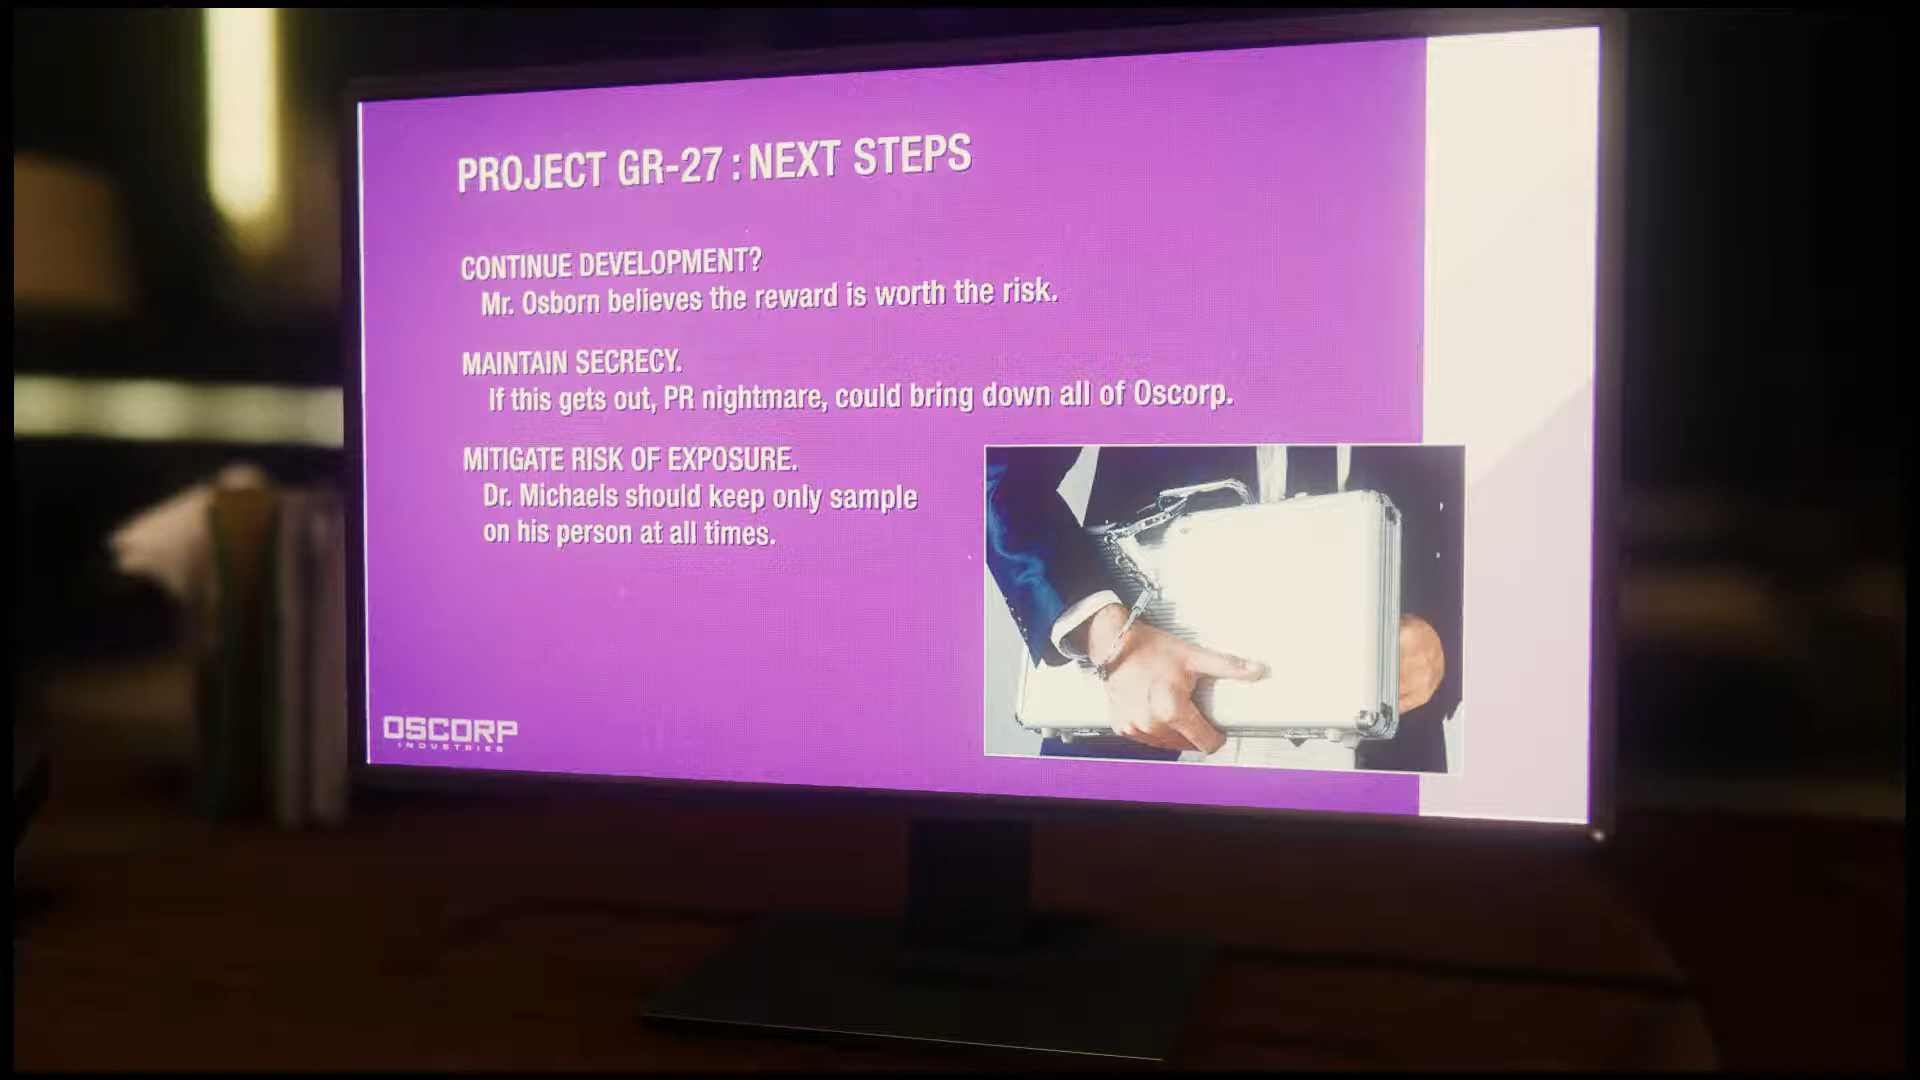 PROJECT GR-27 : NEXT STEPS
CONTINUE DEVELOPMENT?
Mr. Osborn believes the reward is worth the risk.
MAINTAIN SECRECY.
If this gets out, PR nightmare, could bring down all of Oscorp.
MITIGATE RISK OF EXPOSURE.
Dr. Michaels should keep only sample
on his person at all times.
OSCORP
INDUSTRIES